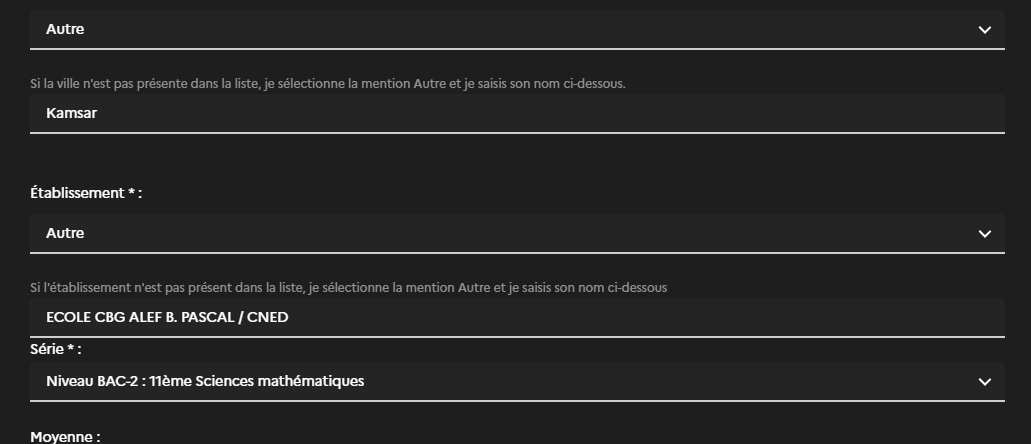 Autre
Si la ville n'est pas présente dans la liste, je sélectionne la mention Autre et je saisis son nom ci-dessous.
Kamsar
Établissement * :
Autre
Si l'établissement n'est pas présent dans la liste, je sélectionne la mention Autre et je saisis son nom ci-dessous
ECOLE CBG ALEF B. PASCAL / CNED
Série * :
Niveau BAC-2 : 11ème Sciences mathématiques
Moyenne :